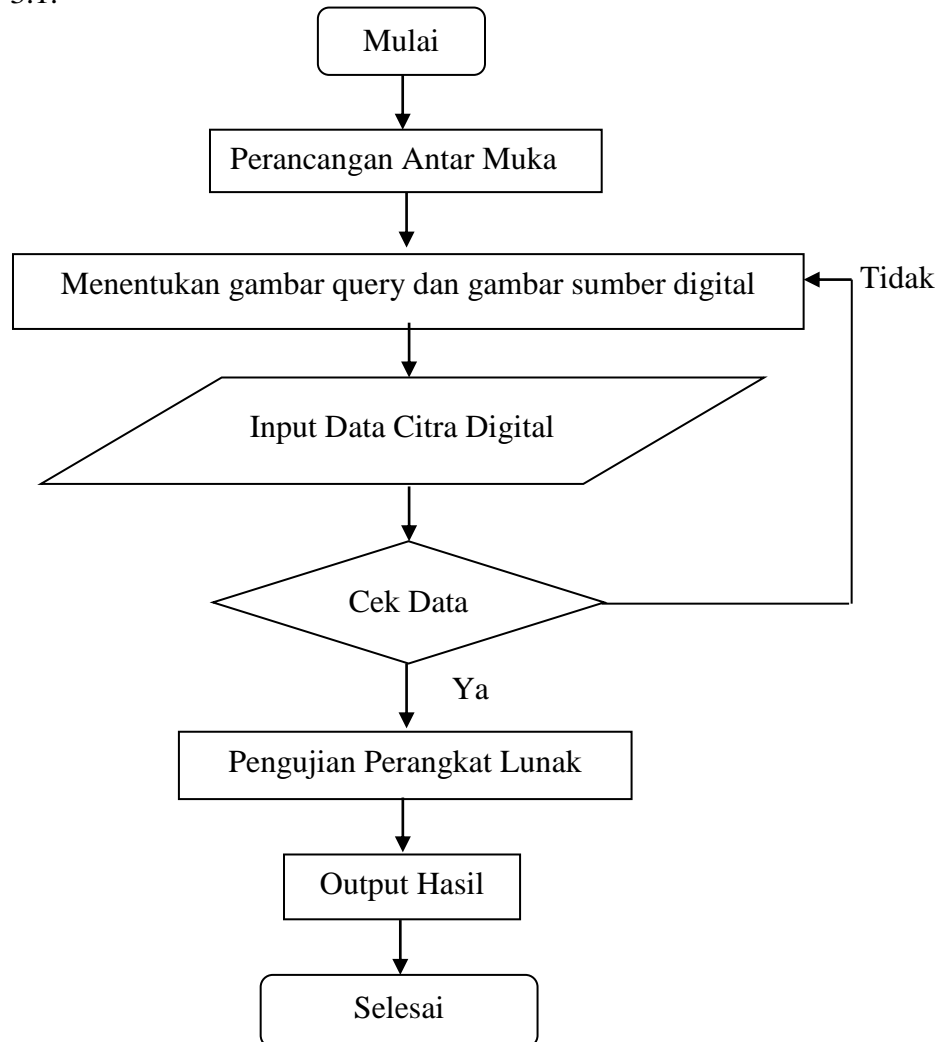 3.1.
Mulai
Perancangan Antar Muka
Menentukan gambar query dan gambar sumber digital
Tidak
Input Data Citra Digital
Cek Data
Ya
Pengujian Perangkat Lunak
Output Hasil
Selesai